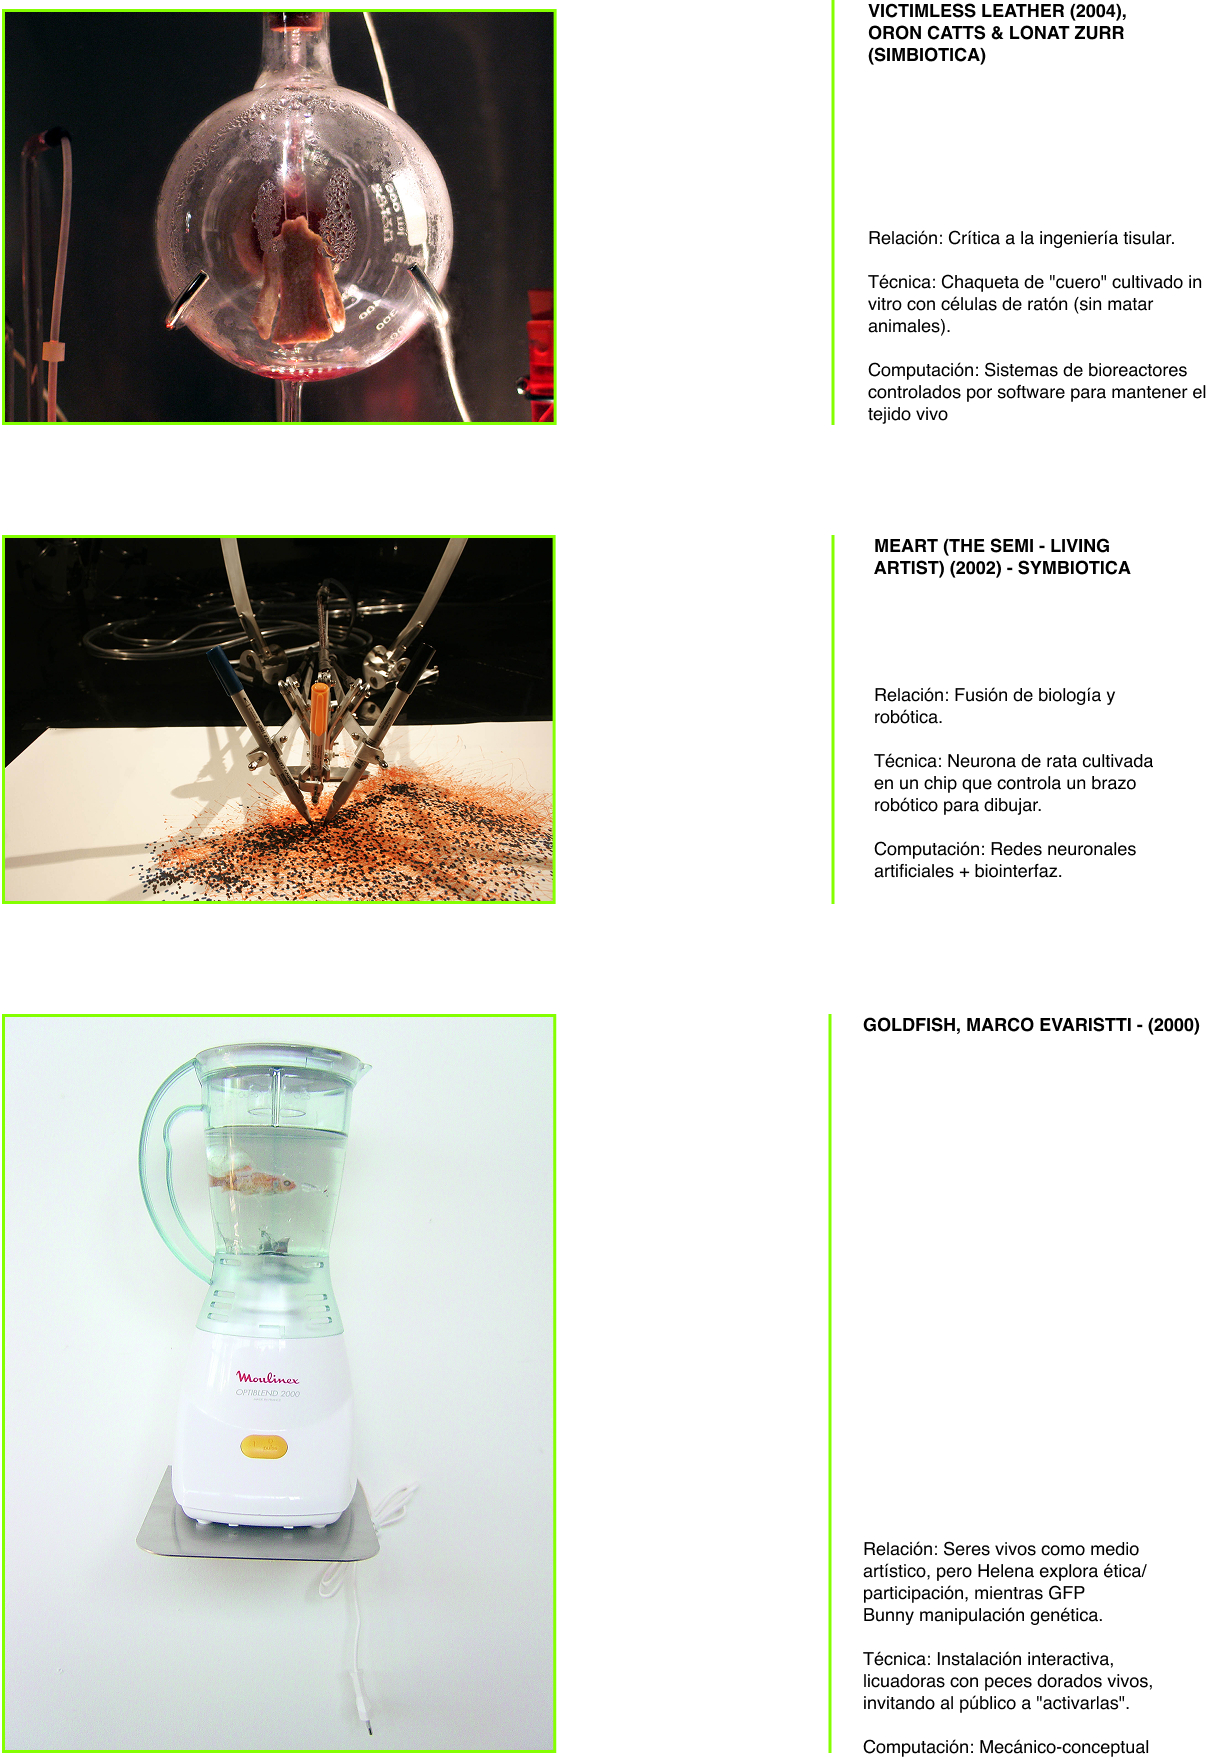 VICTIMLESS LEATHER (2004),
ORON CATTS & LONAT ZURR
(SIMBIOTICA)
Relación: Crítica a la ingeniería tisular.
Técnica: Chaqueta de "cuero" cultivado in
vitro con células de ratón (sin matar
animales).
Computación: Sistemas de bioreactores
controlados por software para mantener el
tejido vivo
MEART (THE SEMI - LIVING
ARTIST) (2002) - SYMBIOTICA
Relación: Fusión de biología y
robótica.
Técnica: Neurona de rata cultivada
en un chip que controla un brazo
robótico para dibujar.
Computación: Redes neuronales
artificiales + biointerfaz.
GOLDFISH, MARCO EVARISTTI - (2000)
Moulinex
OPTIBLEND 2000
Relación: Seres vivos como medio
artístico, pero Helena explora ética/
participación, mientras GFP
Bunny manipulación genética.
Técnica: Instalación interactiva,
licuadoras con peces dorados vivos,
invitando al público a "activarlas".
Computación: Mecánico-conceptual